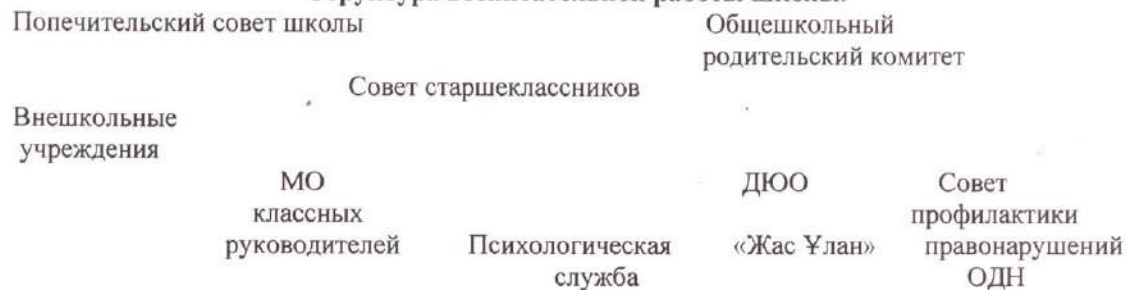 Попечительский совет школы Общешкольный
родительский комитет
Совет старшеклассников
Внешкольные
учреждения
МО ДЮО Совет
классных профилактики
руководителей Психологическая «Жас Ұлан» правонарушений
служба ОДН